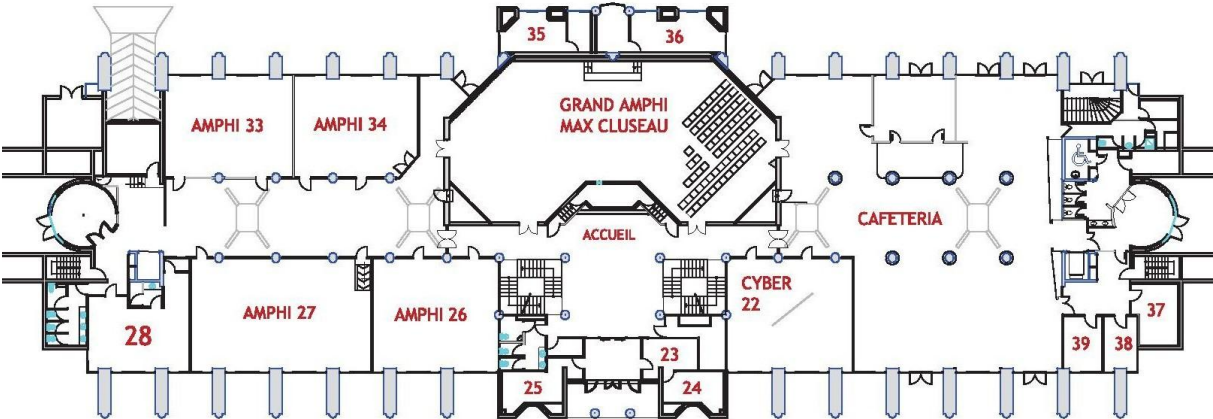 35
36
AMPHI 33
AMPHI 34
GRAND AMPHI
MAX CLUSEAU
CAFETERIA
ACCUEIL
CYBER
22
AMPHI 27
AMPHI 26
28
37
23
39
38
25
24